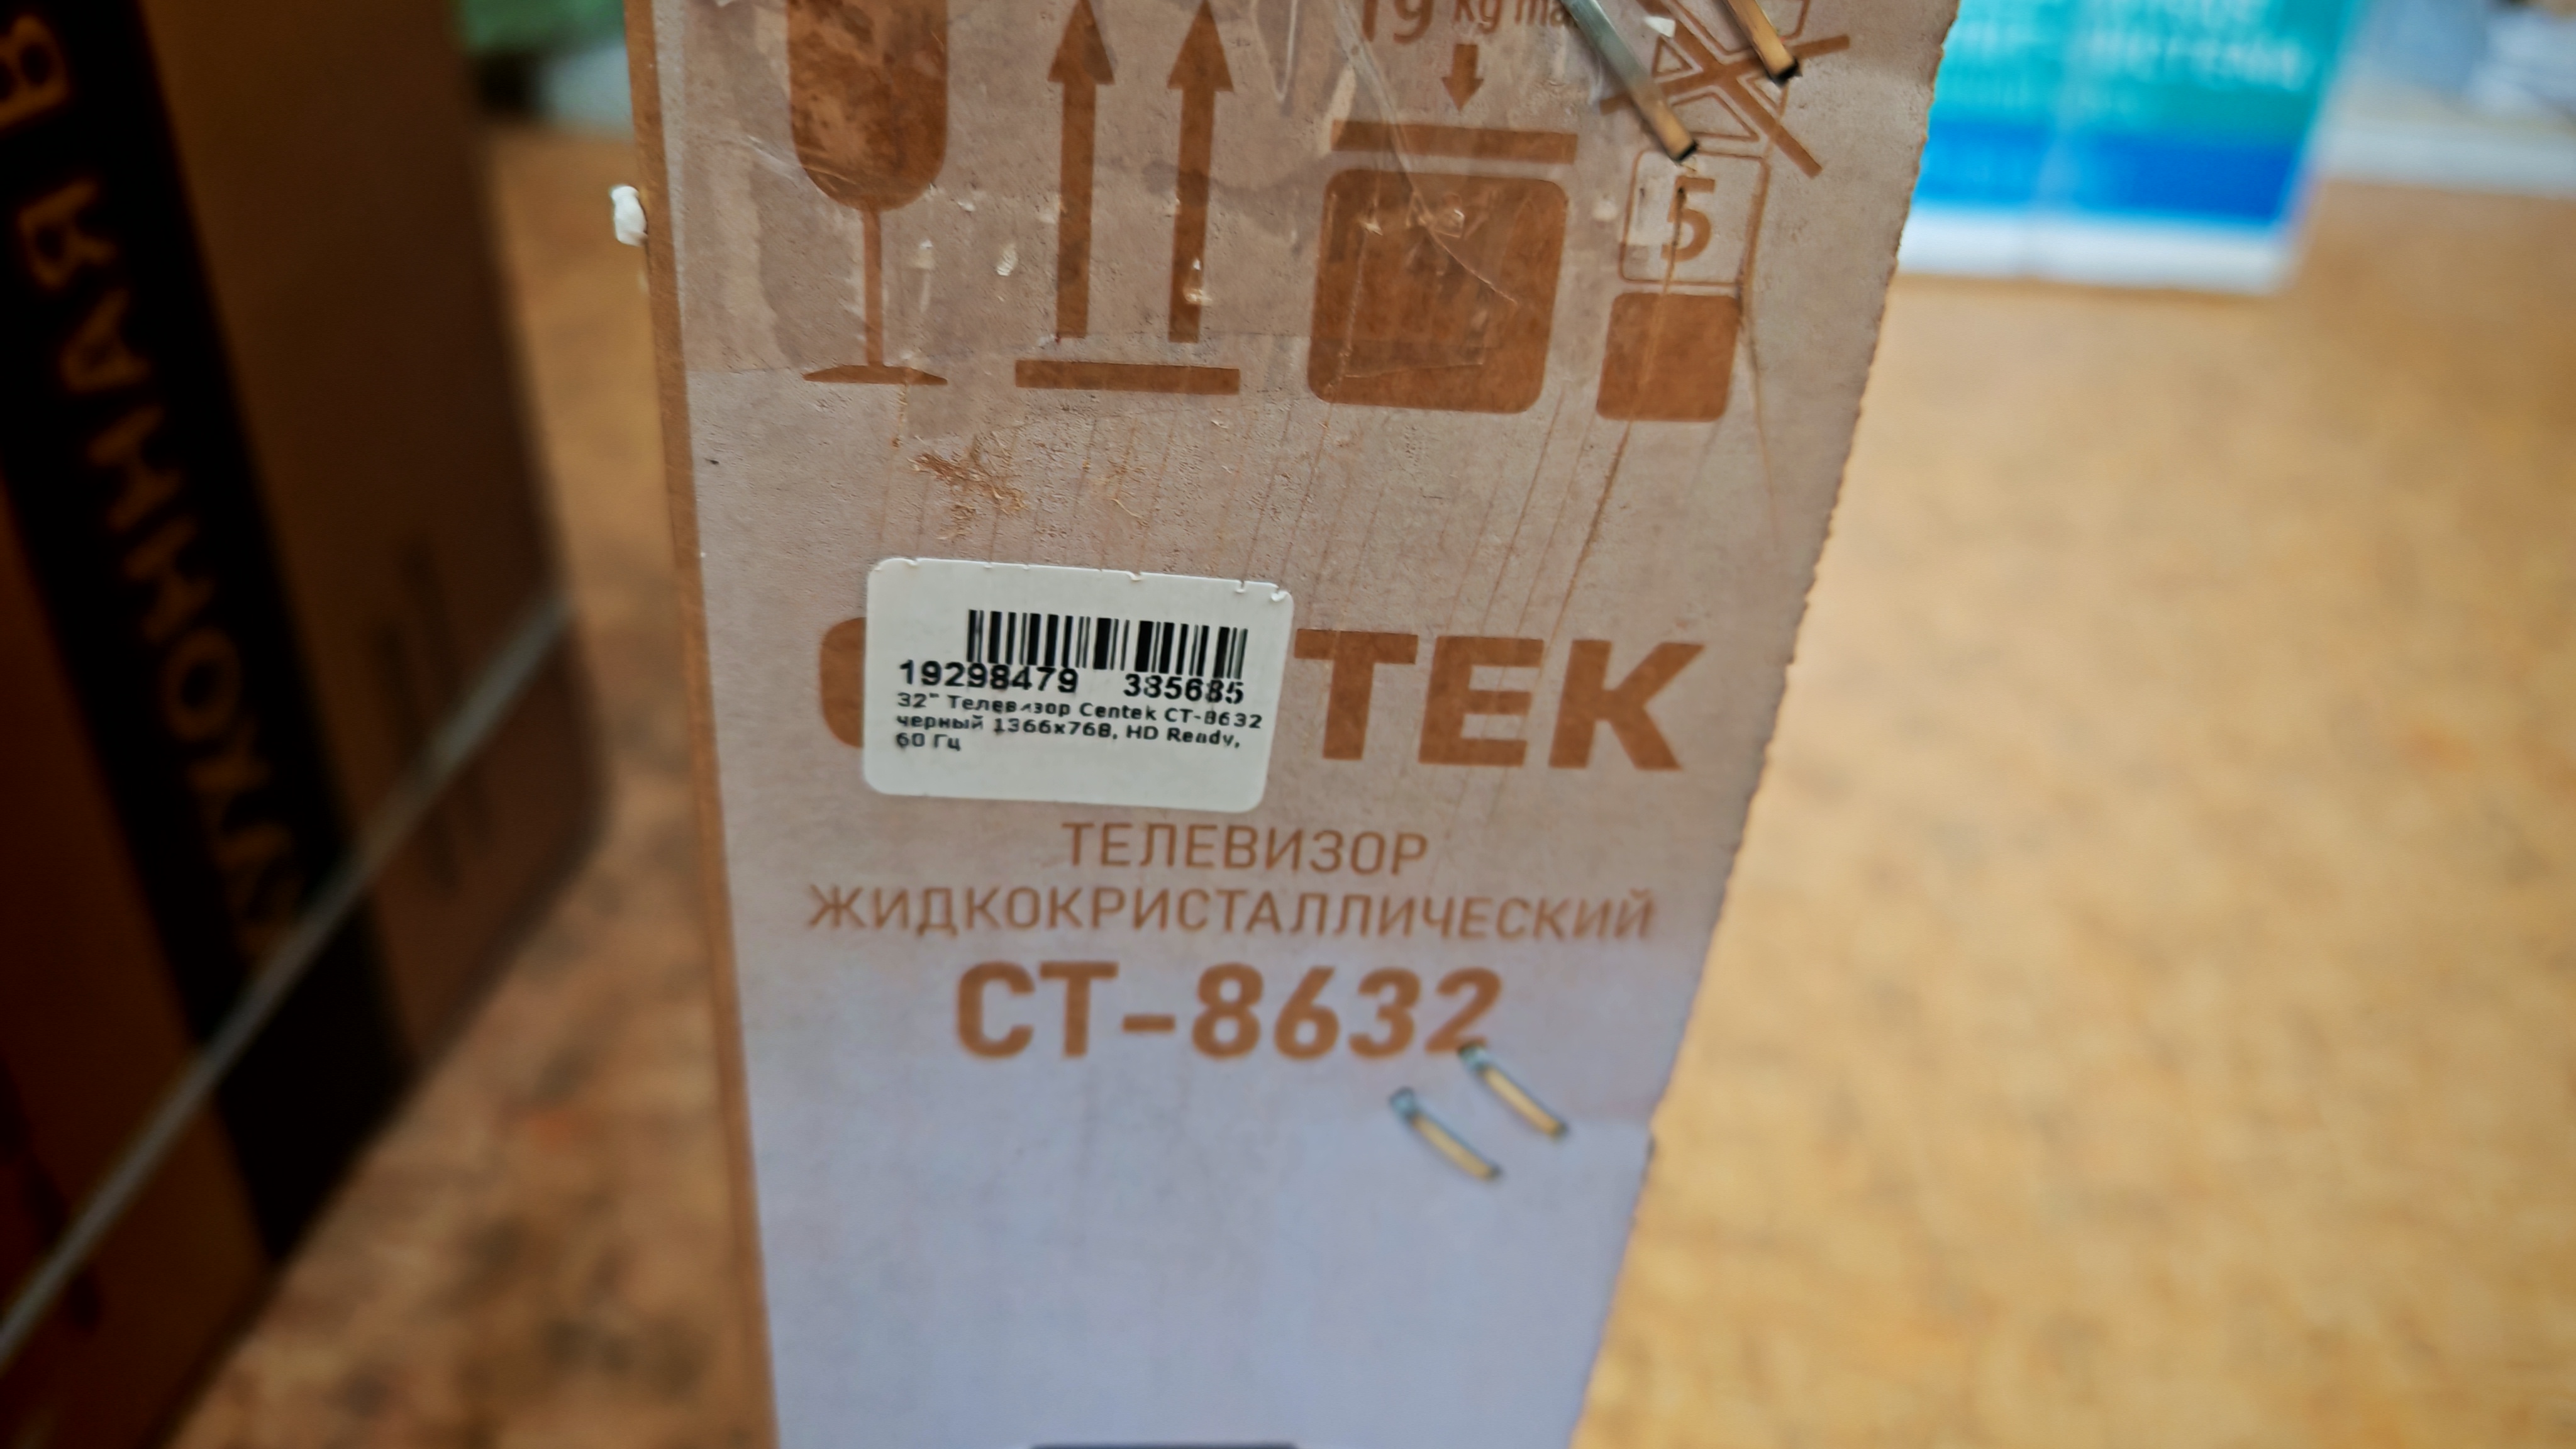 19 kg max
5
19298479 385685
32" Телевизор Centek CT-8632
черный 1366x768, HD Ready,
60 Гц
TEK
ТЕЛЕВИЗОР
ЖИДКОКРИСТАЛЛИЧЕСКИЙ
CT-8632